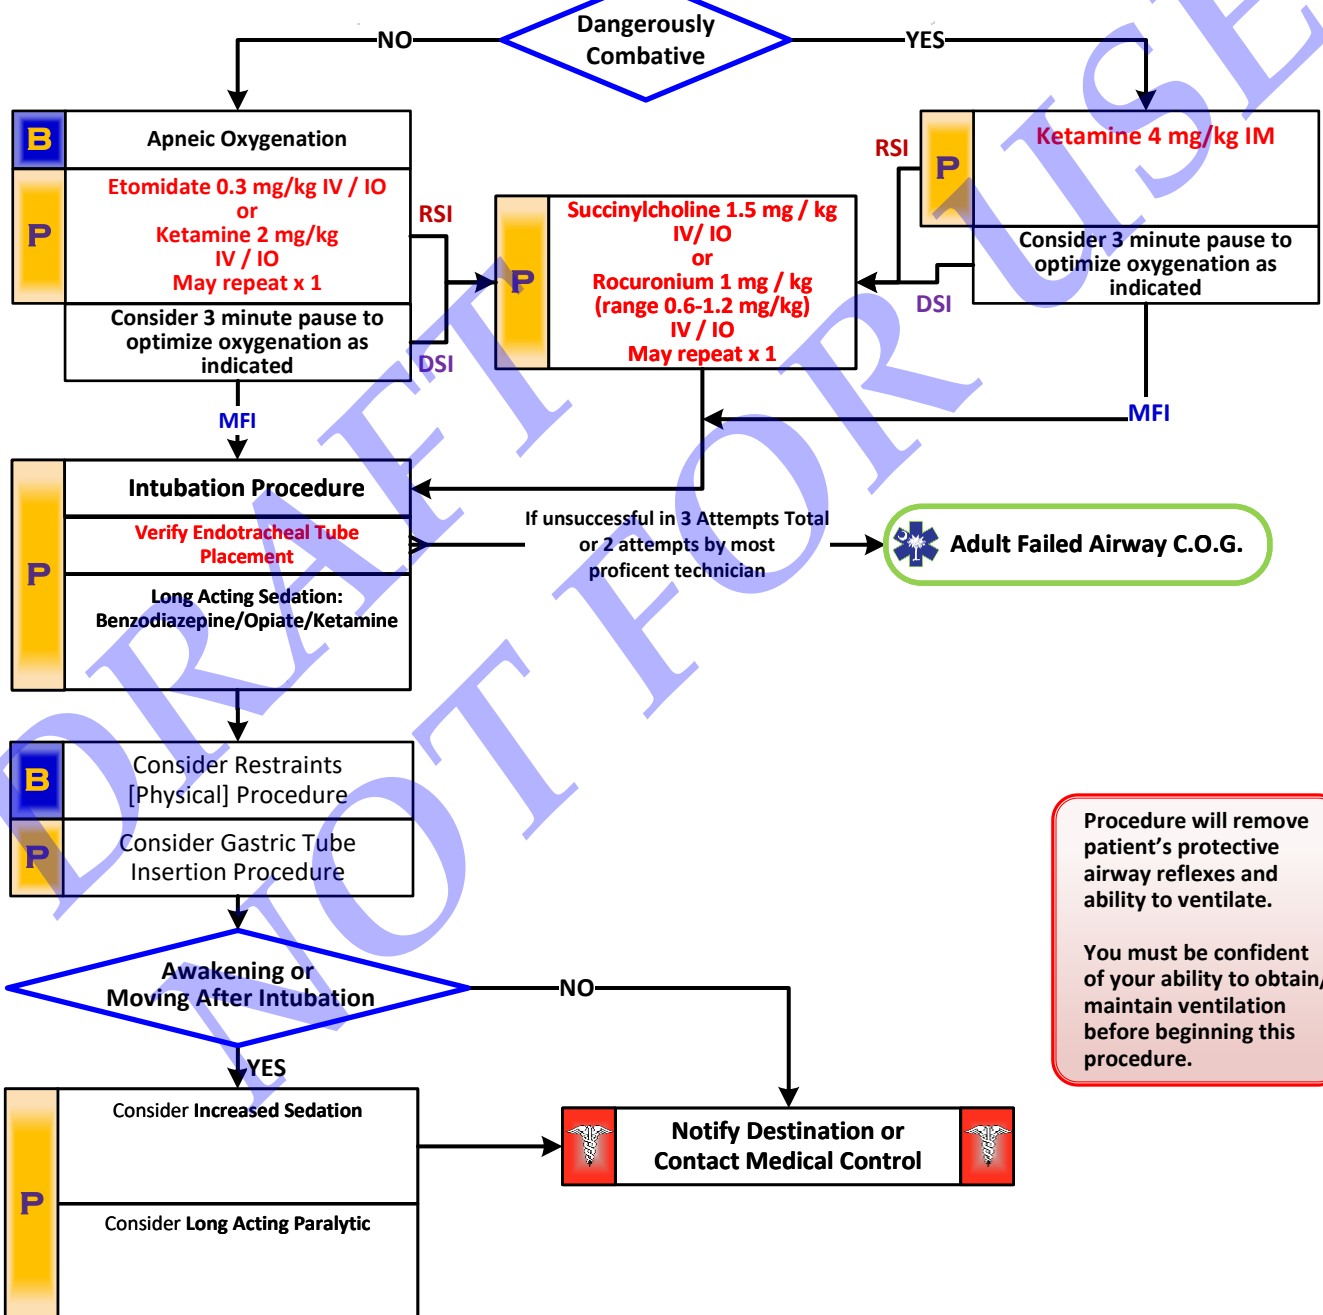 Dangerously
Combative
NO
YES
B
Apneic Oxygenation
P
Etomidate 0.3 mg/kg IV / IO
or
Ketamine 2 mg/kg
IV / IO
May repeat x 1
Consider 3 minute pause to
optimize oxygenation as
indicated
RSI
DSI
MFI
P
Succinylcholine 1.5 mg / kg
IV/ IO
or
Rocuronium 1 mg / kg
(range 0.6-1.2 mg/kg)
IV / IO
May repeat x 1
RSI
DSI
P
Ketamine 4 mg/kg IM
Consider 3 minute pause to
optimize oxygenation as
indicated
MFI
P
Intubation Procedure
Verify Endotracheal Tube
Placement
Long Acting Sedation:
Benzodiazepine/Opiate/Ketamine
If unsuccessful in 3 Attempts Total
or 2 attempts by most
proficent technician
Adult Failed Airway C.O.G.
B
Consider Restraints
[Physical] Procedure
P
Consider Gastric Tube
Insertion Procedure
Procedure will remove
patient's protective
airway reflexes and
ability to ventilate.
You must be confident
of your ability to obtain/
maintain ventilation
before beginning this
procedure.
Awakening or
Moving After Intubation
NO
YES
P
Consider Increased Sedation
Consider Long Acting Paralytic
Notify Destination or
Contact Medical Control
DRAFT
NOT FOR USE